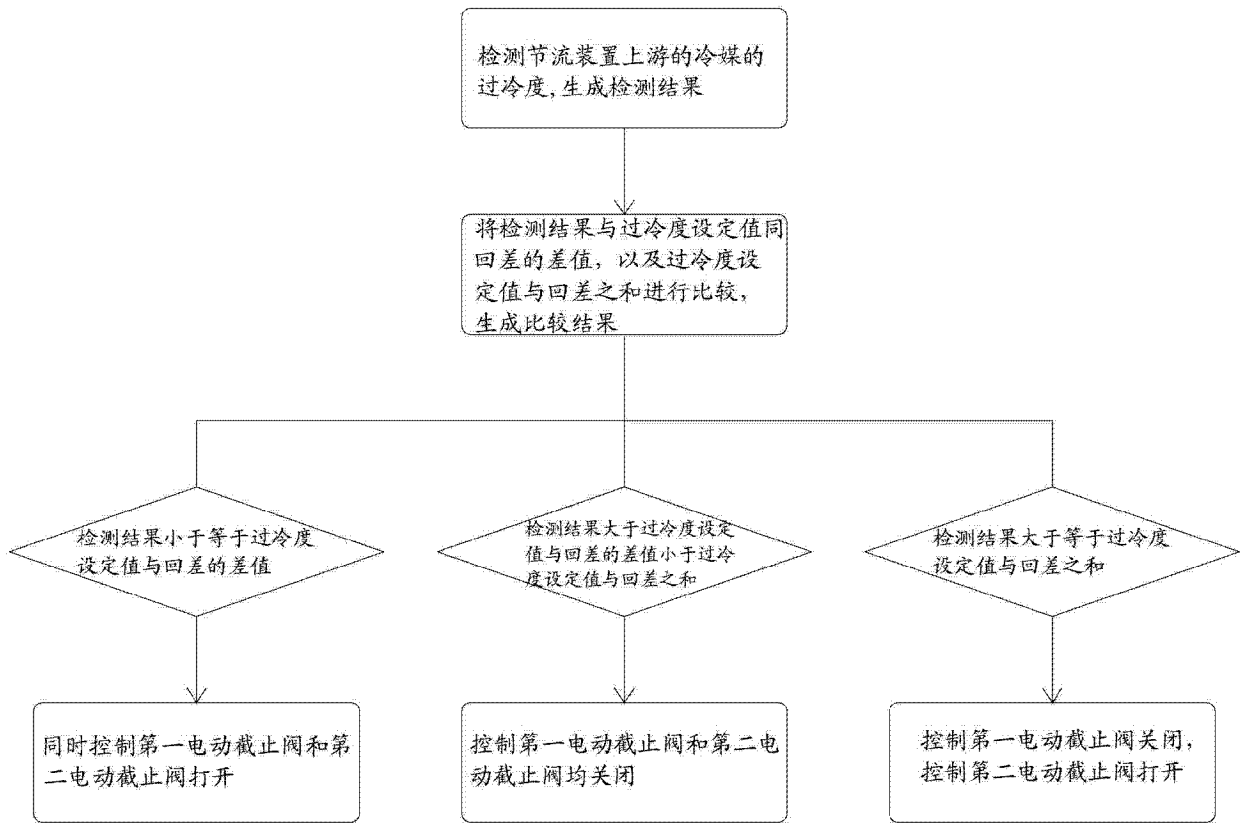 检测节流装置上游的冷媒的
过冷度,生成检测结果
将检测结果与过冷度设定值同
回差的差值，以及过冷度设
定值与回差之和进行比较，
生成比较结果
检测结果小于等于过冷度
设定值与回差的差值
检测结果大于过冷度设定
值与回差的差值小于过冷
度设定值与回差之和
检测结果大于等于过冷度
设定值与回差之和
同时控制第一电动截止阀和第
二电动截止阀打开
控制第一电动截止阀和第二电
动截止阀均关闭
控制第一电动截止阀关闭，
控制第二电动截止阀打开